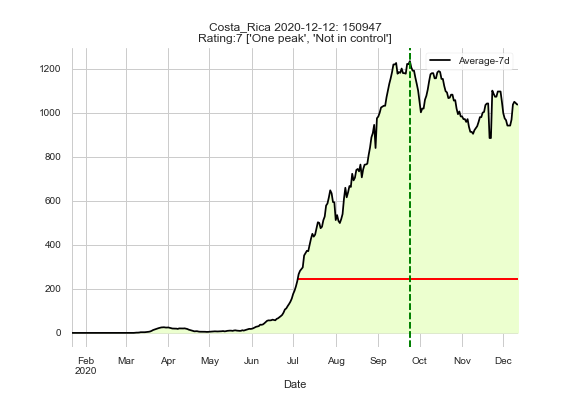 Costa_Rica 2020-12-12: 150947
Rating:7 ['One peak', 'Not in control']
Average-7d
1200
1000
800
600
400
200
0
Feb Mar Apr May Jun Jul Aug Sep Oct Nov Dec
2020
Date